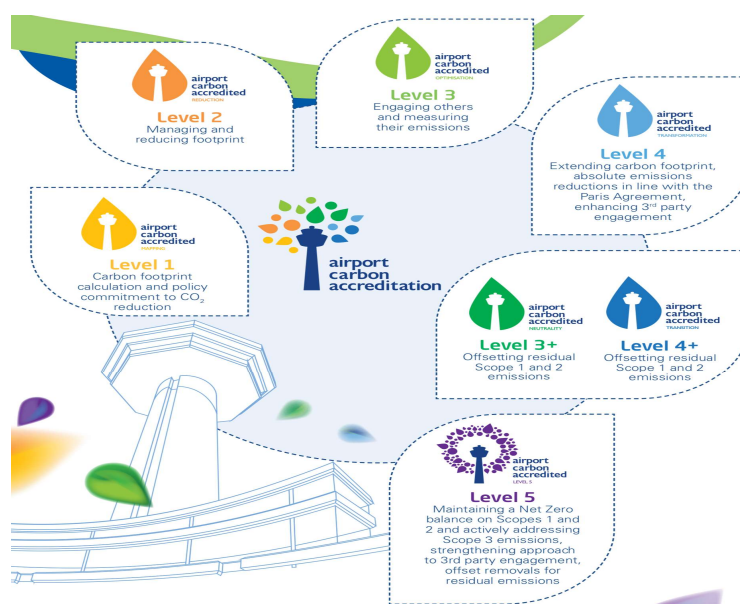 airport
carbon
accredited
REDUCTION
Level 2
Managing and
reducing footprint
airport
carbon
accredited
OPTIMISATION
Level 3
Engaging others
and measuring
their emissions
airport
carbon
accredited
TRANSFORMATION
Level 4
Extending carbon footprint,
absolute emissions
reductions in line with the
Paris Agreement,
enhancing 3rd party
engagement
airport
carbon
accredited
MAPPING
Level 1
Carbon footprint
calculation and policy
commitment to CO2
reduction
airport
carbon
accreditation
airport
carbon
accredited
NEUTRALITY
Level 3+
Offsetting residual
Scope 1 and 2
emissions
airport
carbon
accredited
TRANSITION
Level 4+
Offsetting residual
Scope 1 and 2
emissions
airport
carbon
accredited
LEVEL 5
Level 5
Maintaining a Net Zero
balance on Scopes 1 and
2 and actively addressing
Scope 3 emissions,
strengthening approach
to 3rd party engagement,
offset removals for
residual emissions